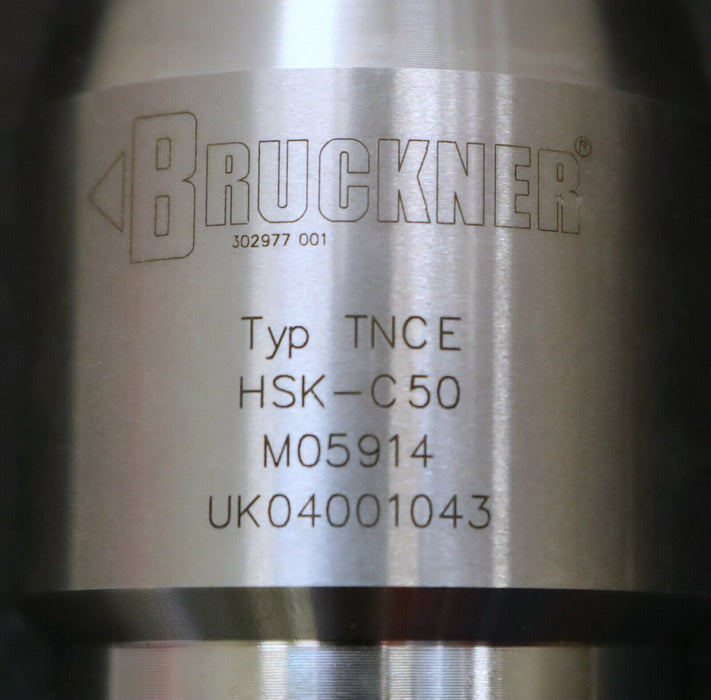 BRUCKNER®
302977 001
Typ TNCE
HSK-C50
M05914
UK04001043